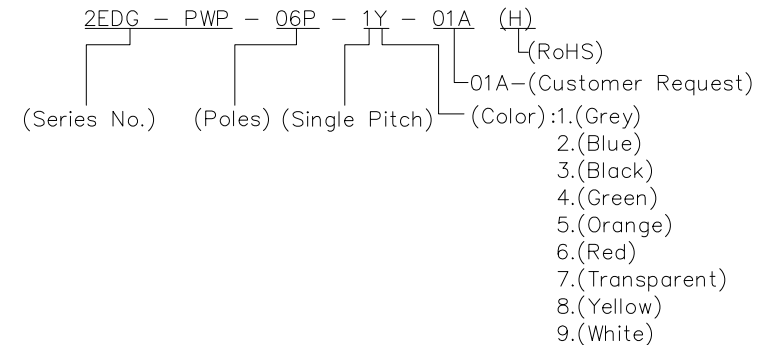 2EDG - PWP - 06P - 1Y - 01A (H)
(RoHS)
01A-(Customer Request)
(Series No.) (Poles) (Single Pitch) (Color):1.(Grey)
2.(Blue)
3.(Black)
4.(Green)
5.(Orange)
6.(Red)
7.(Transparent)
8.(Yellow)
9.(White)